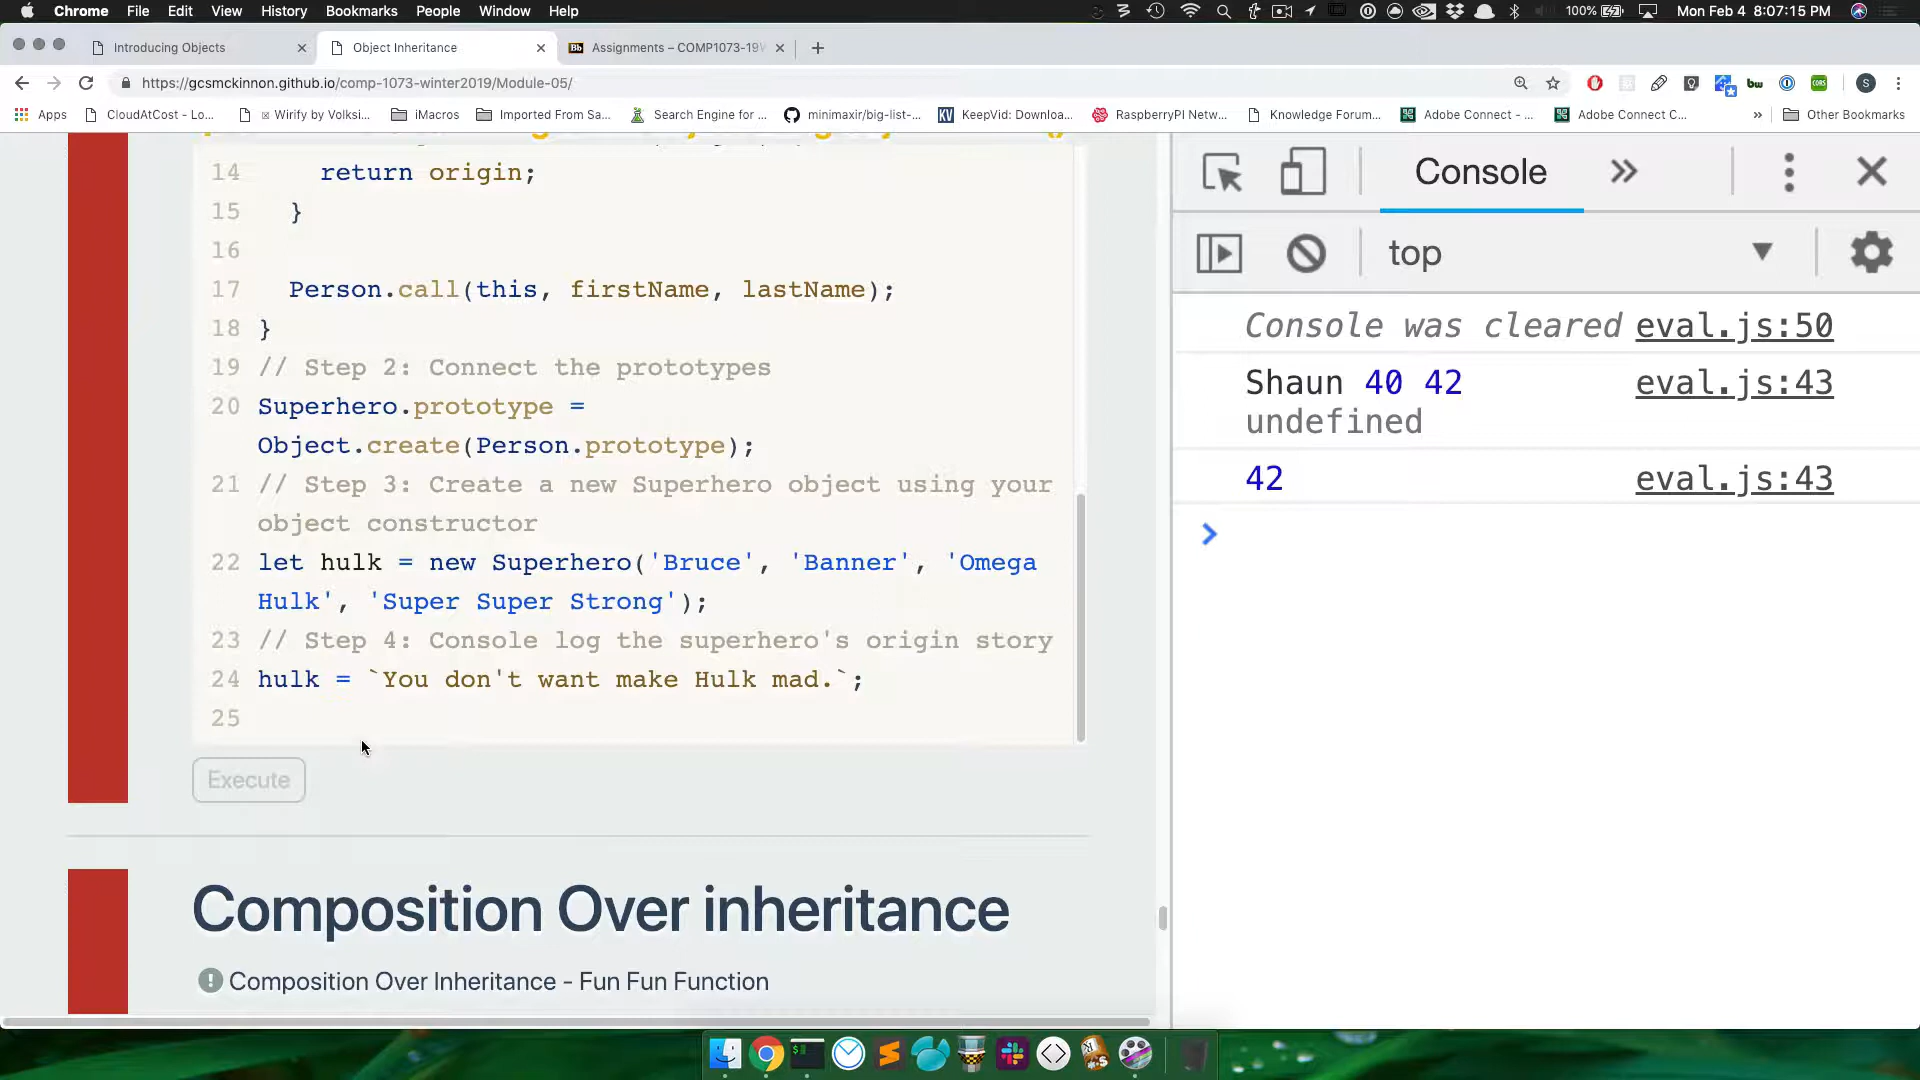 Chrome File Edit View History Bookmarks People Window Help 100% Mon Feb 4 8:07:15 PM
Introducing Objects Object Inheritance Assignments – COMP1073-19
https://gcsmckinnon.github.io/comp-1073-winter2019/Module-05/
Apps CloudAtCost - Lo... Wirify by Volksi... iMacros Imported From Sa... Search Engine for ... minimaxir/big-list-... KeepVid: Downloa... RaspberryPI Netw... Knowledge Forum... Adobe Connect - ... Adobe Connect C... » Other Bookmarks
14 return origin;
15 }
16
17 Person.call(this, firstName, lastName);
18 }
19 // Step 2: Connect the prototypes
20 Superhero.prototype =
Object.create(Person.prototype);
21 // Step 3: Create a new Superhero object using your
object constructor
22 let hulk = new Superhero('Bruce', 'Banner', 'Omega
Hulk', 'Super Super Strong');
23 // Step 4: Console log the superhero's origin story
24 hulk = `You don't want make Hulk mad.`;
25
Execute
Composition Over inheritance
Composition Over Inheritance - Fun Fun Function
Console »
top
Console was cleared eval.js:50
Shaun 40 42 eval.js:43
undefined
42 eval.js:43